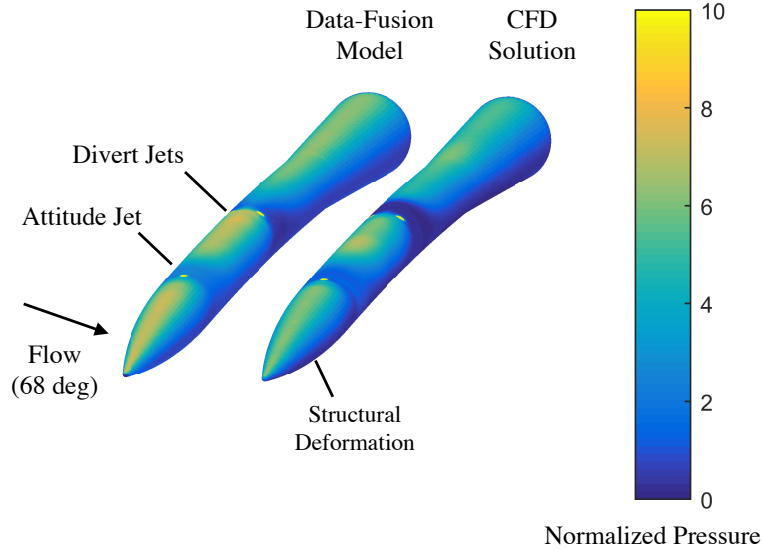 Data-Fusion
Model
CFD
Solution
Divert Jets
Attitude Jet
Flow
(68 deg)
Structural
Deformation
10
8
6
4
2
0
Normalized Pressure